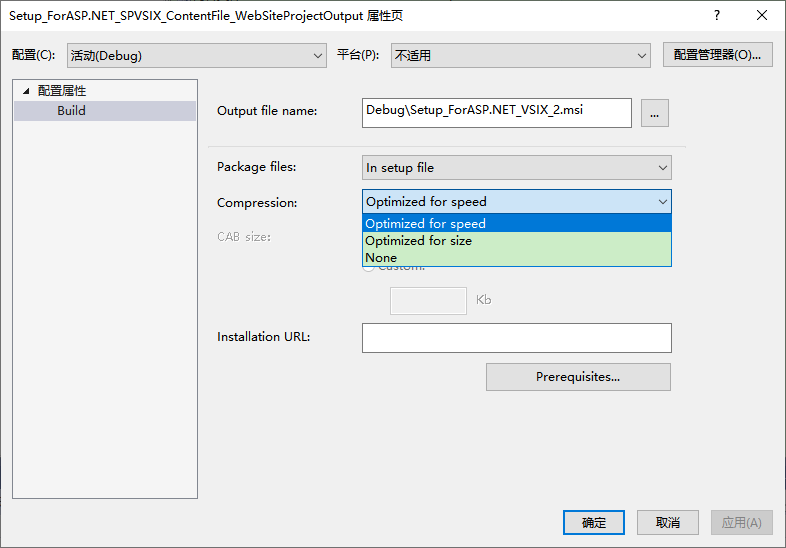 Setup_ForASP.NET_SPVSIX_ContentFile_WebSiteProjectOutput 属性页
配置(C):
活动(Debug)
平台(P):
不适用
配置管理器(O)...
配置属性
Build
Output file name:
Debug\Setup_ForASP.NET_VSIX_2.msi
...
Package files:
In setup file
Compression:
Optimized for speed
Optimized for speed
Optimized for size
None
CAB size:
Custom:
Kb
Installation URL:
Prerequisites...
确定
取消
应用(A)